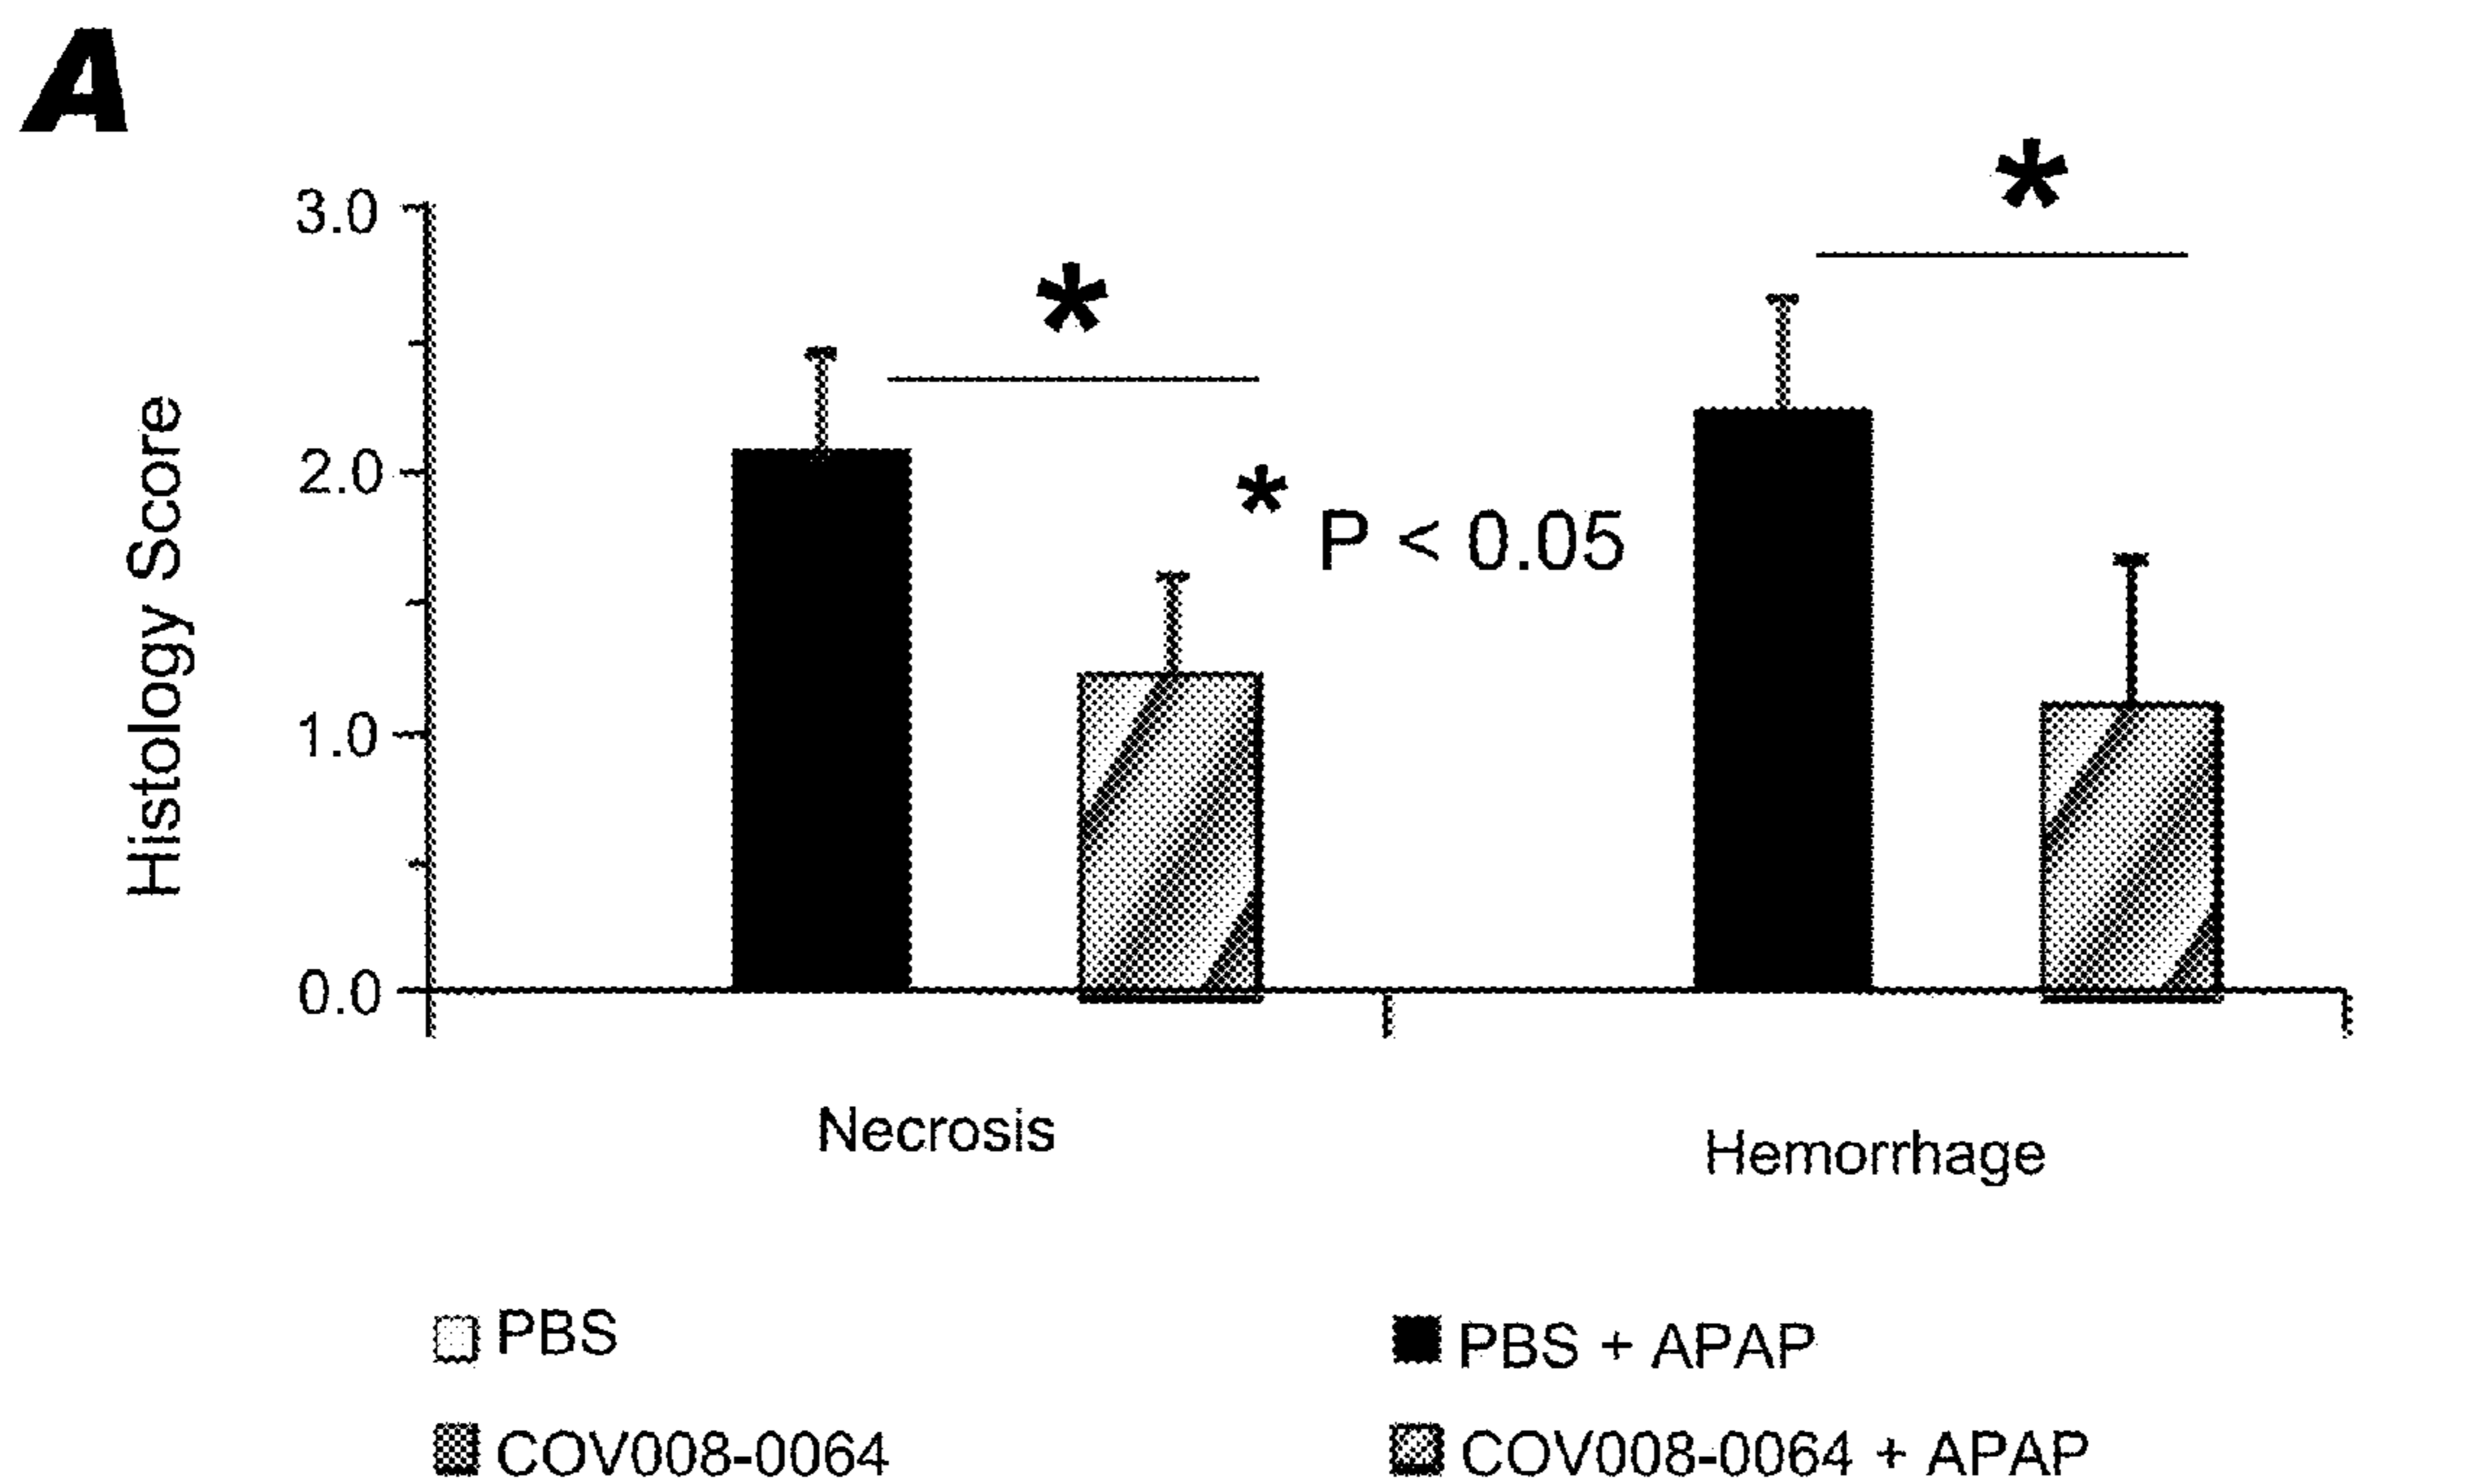 A
3.0
*
*
2.0
* P < 0.05
1.0
0.0
Histology Score
Necrosis
Hemorrhage
PBS
PBS + APAP
COV008-0064
COV008-0064 + APAP